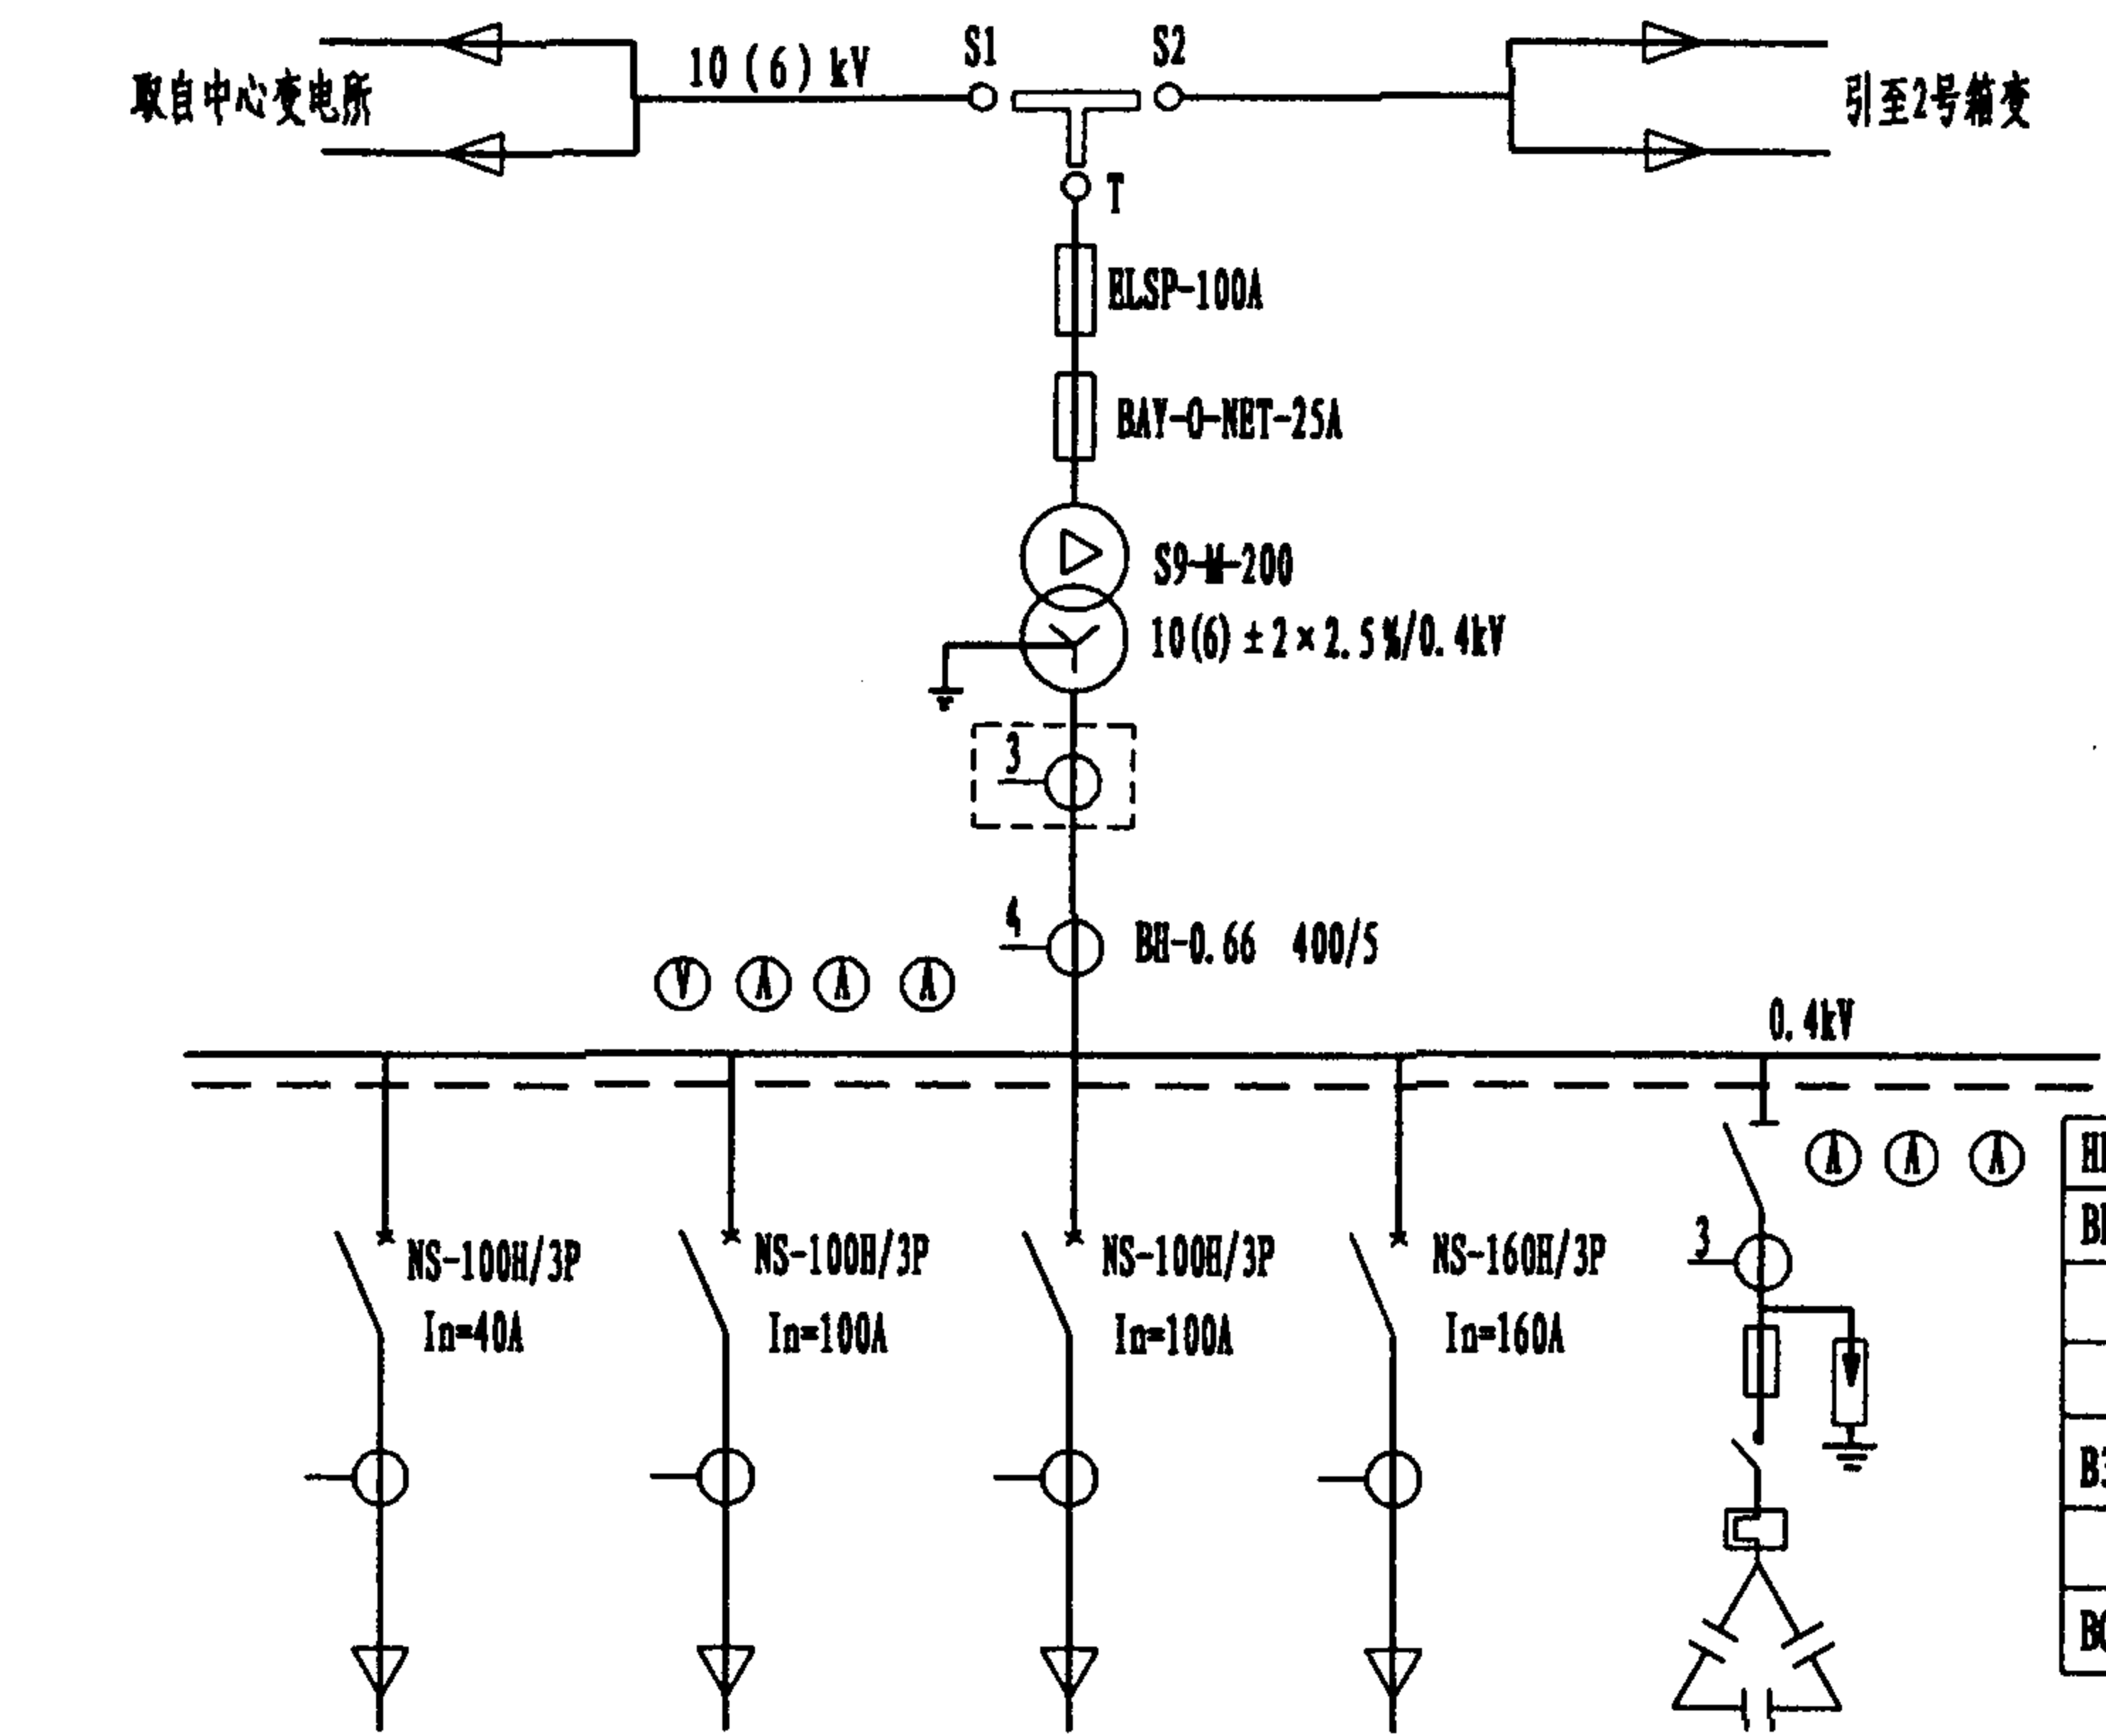 S1
S2
10(6)kV
取自中心变电所
引至2号箱变
T
ELSP-100A
BAY-O-NET-25A
S9-M-200
10(6)±2×2.5%/0.4kV
3
4
BH-0.66 400/5
V A A A
0.4kV
A A A
3
NS-100H/3P
In=40A
NS-100H/3P
In=100A
NS-100H/3P
In=100A
NS-160H/3P
In=160A